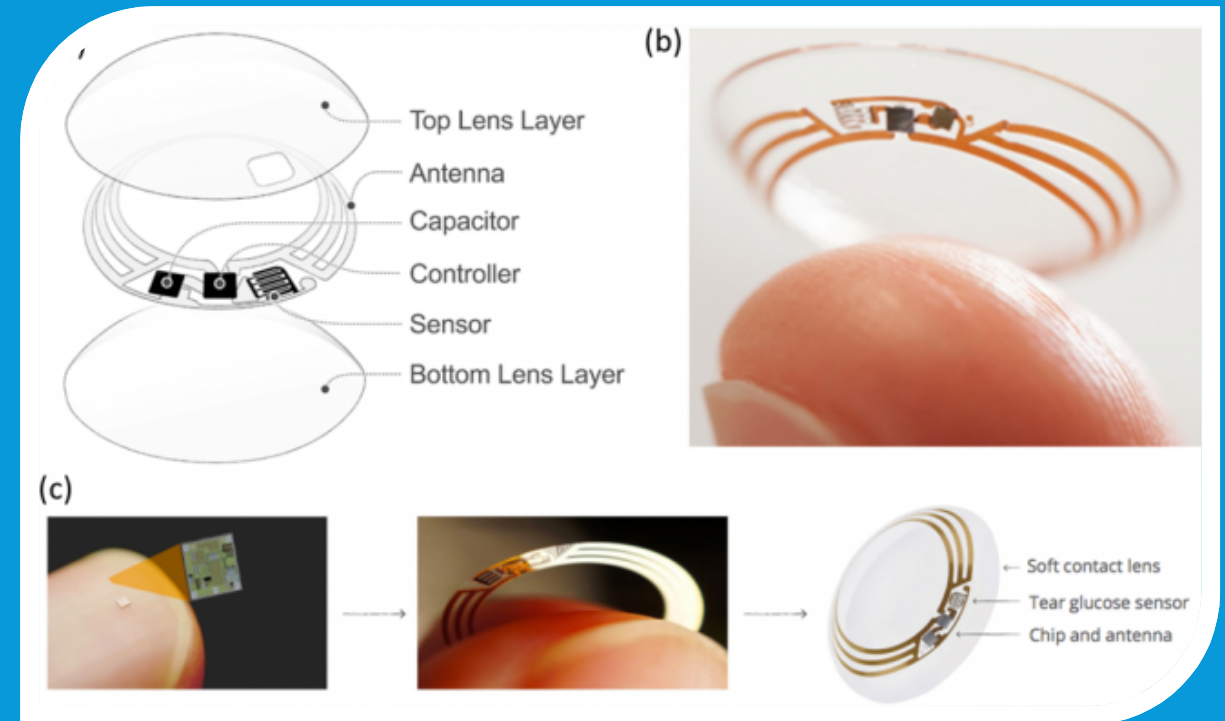 Top Lens Layer
Antenna
Capacitor
Controller
Sensor
Bottom Lens Layer
(b)
(c)
Soft contact lens
Tear glucose sensor
Chip and antenna